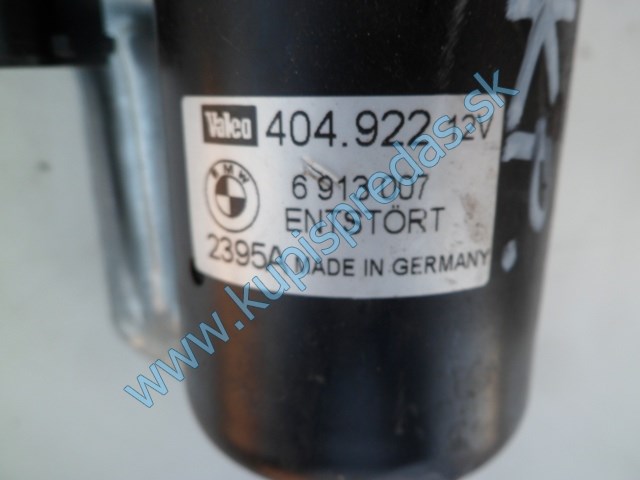 Valeo 404.922 12V
BMW 6 913 007
ENTSTÖRT
2395A MADE IN GERMANY
www.kupispredas.sk